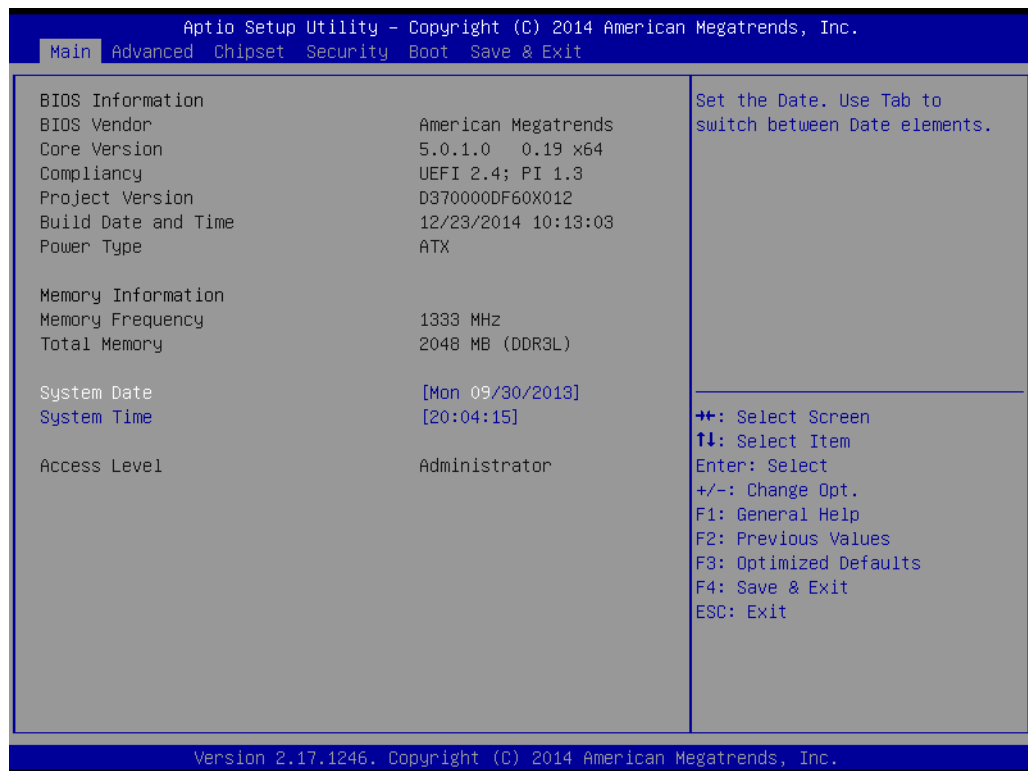 Aptio Setup Utility – Copyright (C) 2014 American Megatrends, Inc.
Main Advanced Chipset Security Boot Save & Exit
BIOS Information
BIOS Vendor American Megatrends
Core Version 5.0.1.0 0.19 x64
Compliancy UEFI 2.4; PI 1.3
Project Version D370000DF60X012
Build Date and Time 12/23/2014 10:13:03
Power Type ATX
Memory Information
Memory Frequency 1333 MHz
Total Memory 2048 MB (DDR3L)
System Date [Mon 09/30/2013]
System Time [20:04:15]
Access Level Administrator
Set the Date. Use Tab to
switch between Date elements.
→←: Select Screen
↑↓: Select Item
Enter: Select
+/-: Change Opt.
F1: General Help
F2: Previous Values
F3: Optimized Defaults
F4: Save & Exit
ESC: Exit
Version 2.17.1246. Copyright (C) 2014 American Megatrends, Inc.